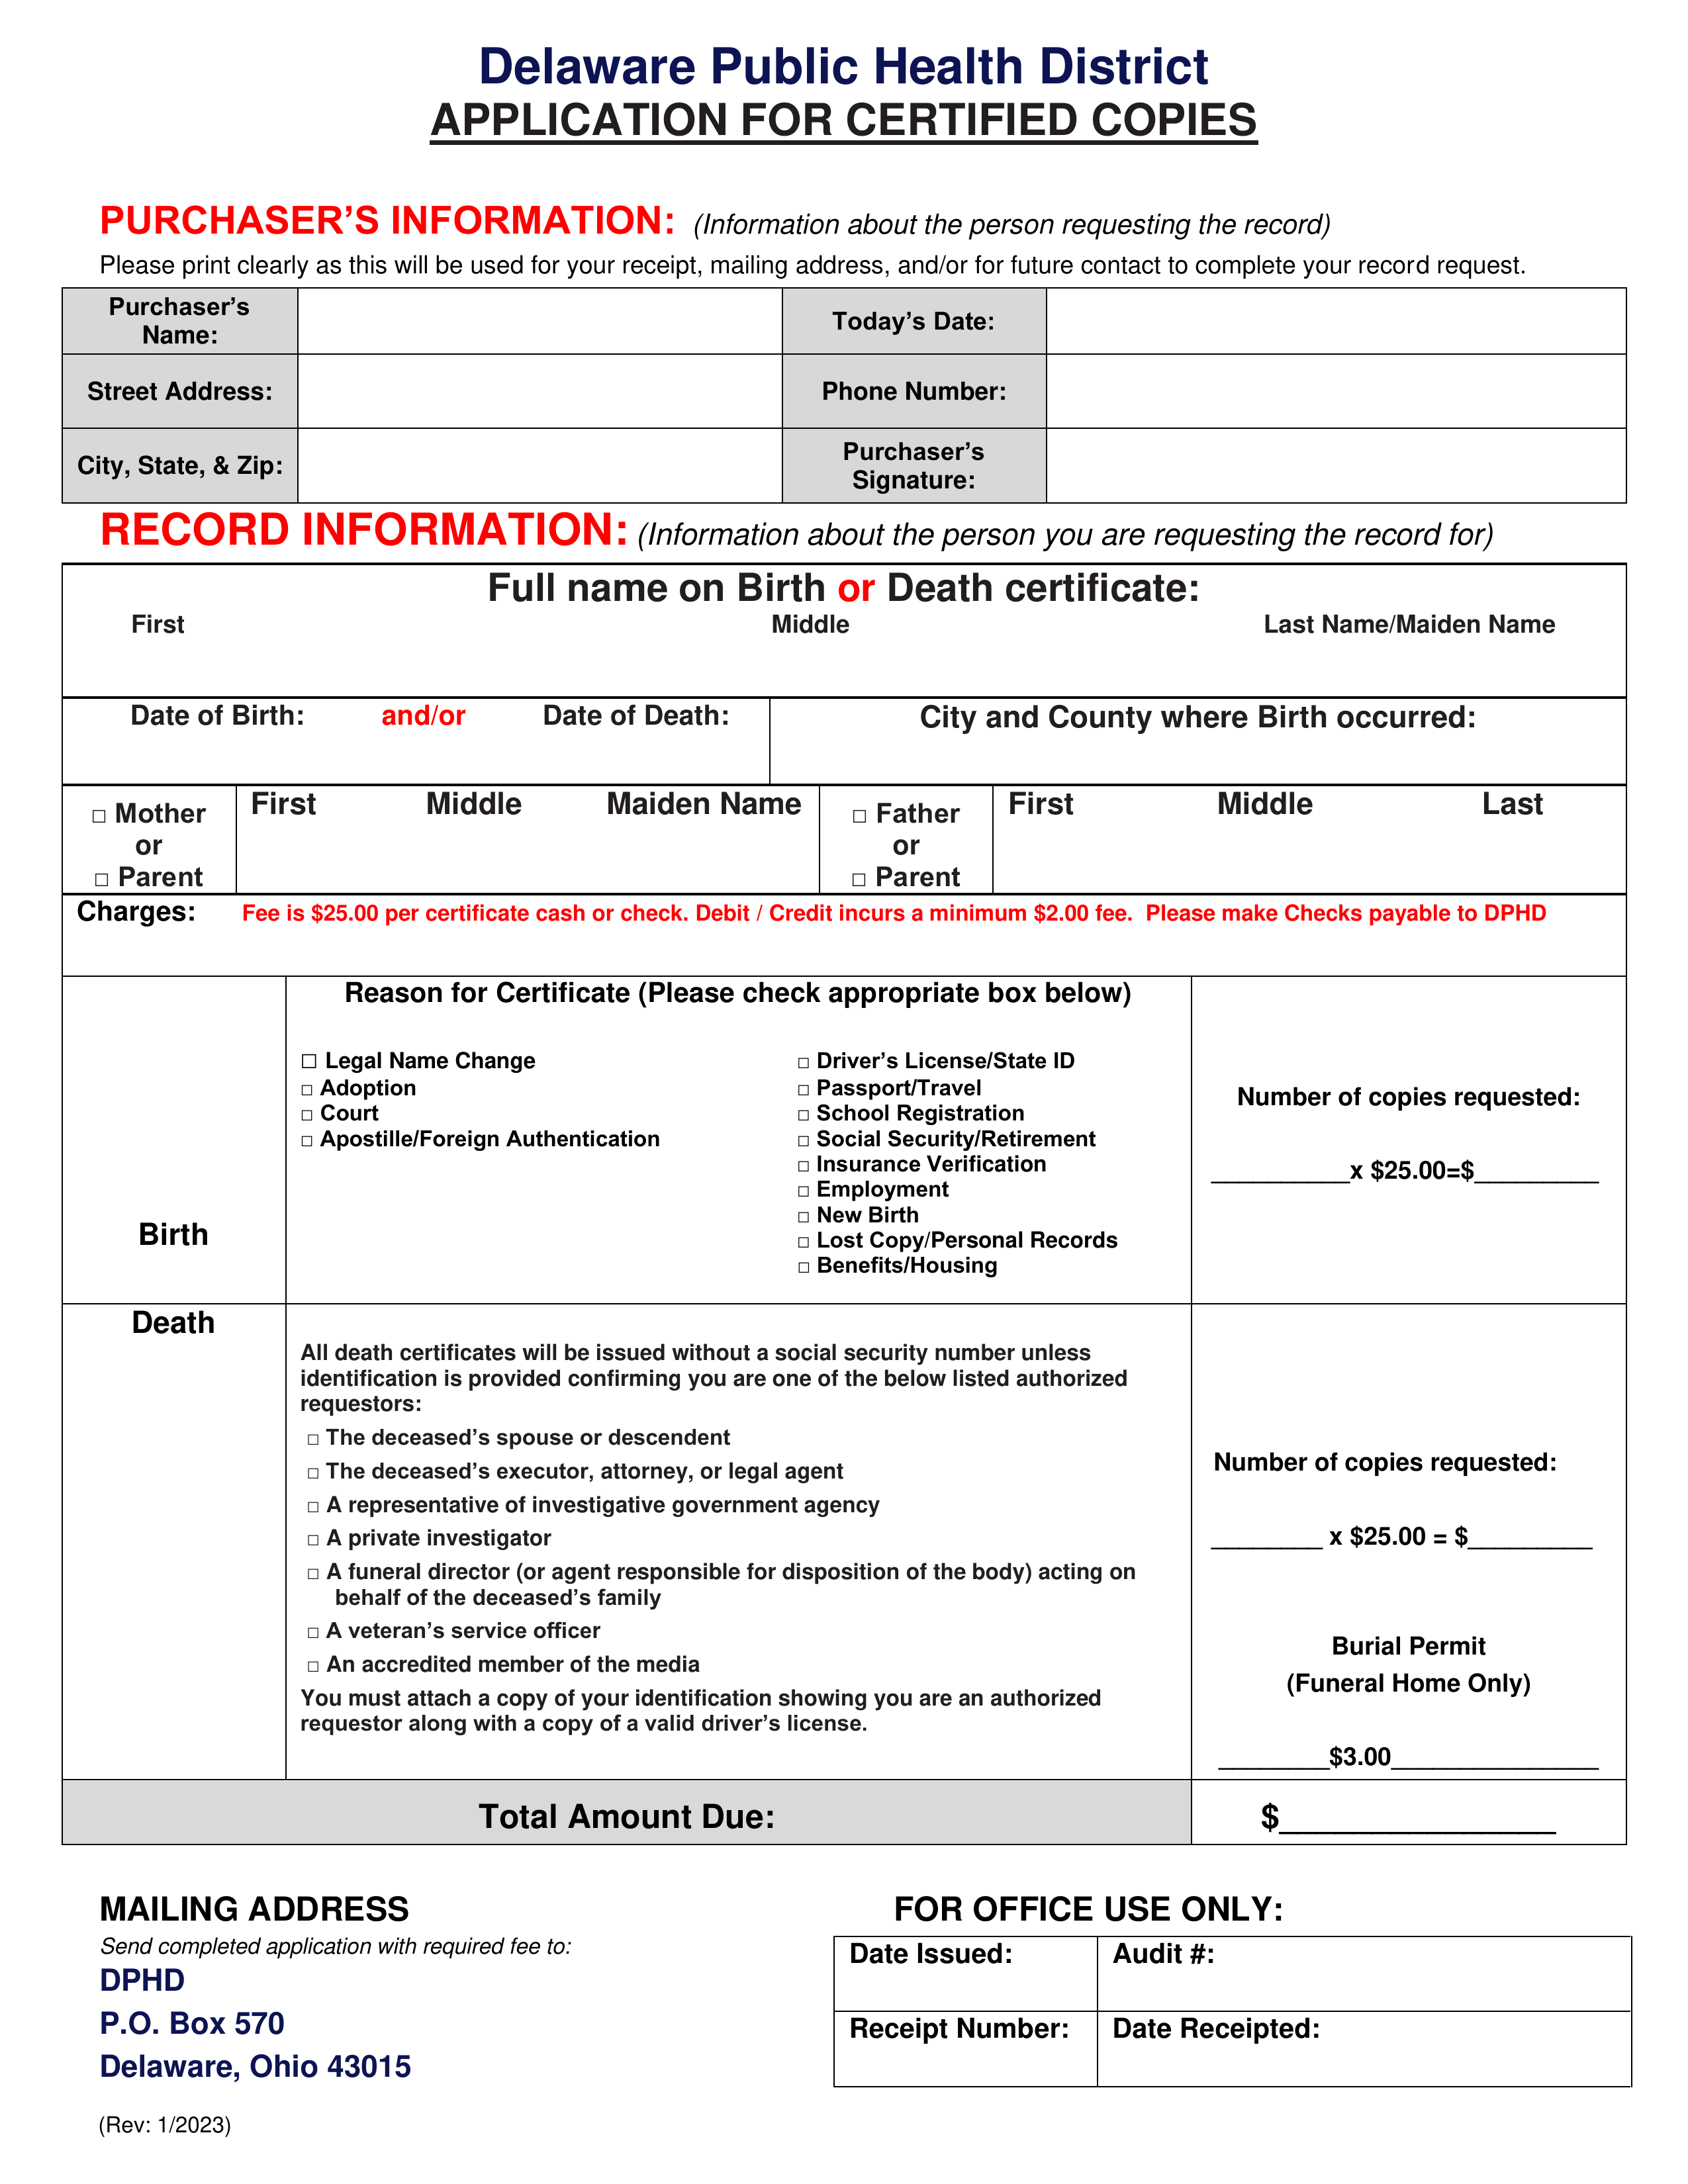 Delaware Public Health District
APPLICATION FOR CERTIFIED COPIES
PURCHASER’S INFORMATION: (Information about the person requesting the record)
Please print clearly as this will be used for your receipt, mailing address, and/or for future contact to complete your record request.
Purchaser’s
Name:
Today’s Date:
Street Address:
Phone Number:
City, State, & Zip:
Purchaser’s
Signature:
RECORD INFORMATION: (Information about the person you are requesting the record for)
Full name on Birth or Death certificate:
First Middle Last Name/Maiden Name
Date of Birth: and/or Date of Death:
City and County where Birth occurred:
□ Mother
or
□ Parent
First Middle Maiden Name
□ Father
or
□ Parent
First Middle Last
Charges: Fee is $25.00 per certificate cash or check. Debit / Credit incurs a minimum $2.00 fee. Please make Checks payable to DPHD
Birth
Reason for Certificate (Please check appropriate box below)
□ Legal Name Change
□ Adoption
□ Court
□ Apostille/Foreign Authentication
□ Driver’s License/State ID
□ Passport/Travel
□ School Registration
□ Social Security/Retirement
□ Insurance Verification
□ Employment
□ New Birth
□ Lost Copy/Personal Records
□ Benefits/Housing
Number of copies requested:
__________x $25.00=$_________
Death
All death certificates will be issued without a social security number unless
identification is provided confirming you are one of the below listed authorized
requestors:
□ The deceased’s spouse or descendent
□ The deceased’s executor, attorney, or legal agent
□ A representative of investigative government agency
□ A private investigator
□ A funeral director (or agent responsible for disposition of the body) acting on
behalf of the deceased’s family
□ A veteran’s service officer
□ An accredited member of the media
You must attach a copy of your identification showing you are an authorized
requestor along with a copy of a valid driver’s license.
Number of copies requested:
________ x $25.00 = $_________
Burial Permit
(Funeral Home Only)
________$3.00_______________
Total Amount Due:
$_______________
MAILING ADDRESS
Send completed application with required fee to:
DPHD
P.O. Box 570
Delaware, Ohio 43015
(Rev: 1/2023)
FOR OFFICE USE ONLY:
Date Issued:
Audit #:
Receipt Number:
Date Receipted: